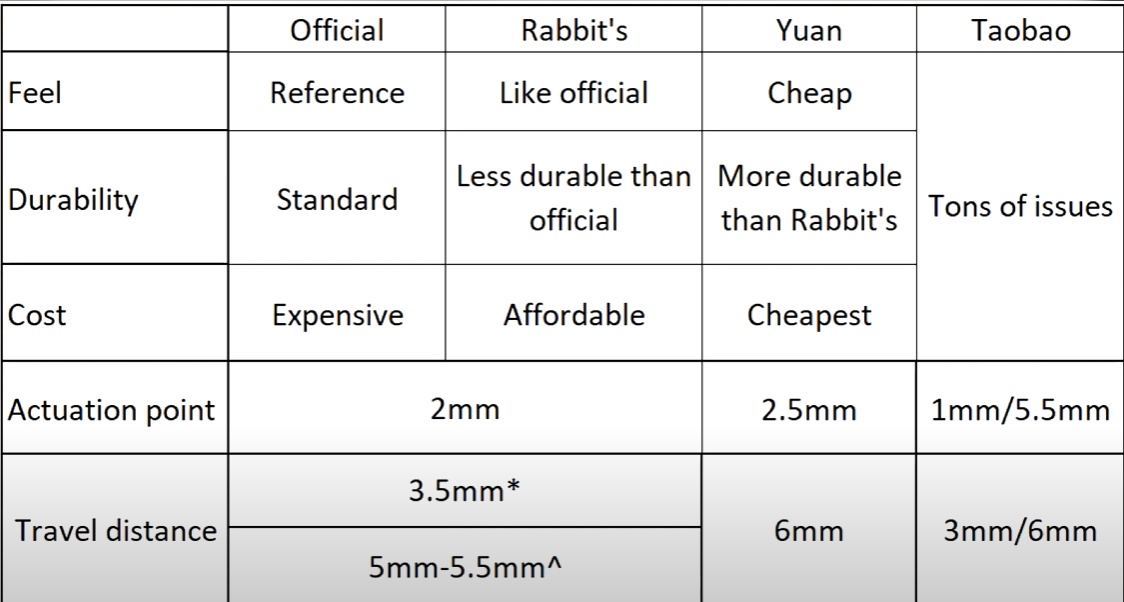 Official Rabbit's Yuan Taobao
Feel Reference Like official Cheap
Durability Standard Less durable than official More durable than Rabbit's Tons of issues
Cost Expensive Affordable Cheapest
Actuation point 2mm 2.5mm 1mm/5.5mm
Travel distance 3.5mm* 6mm 3mm/6mm
5mm-5.5mm^